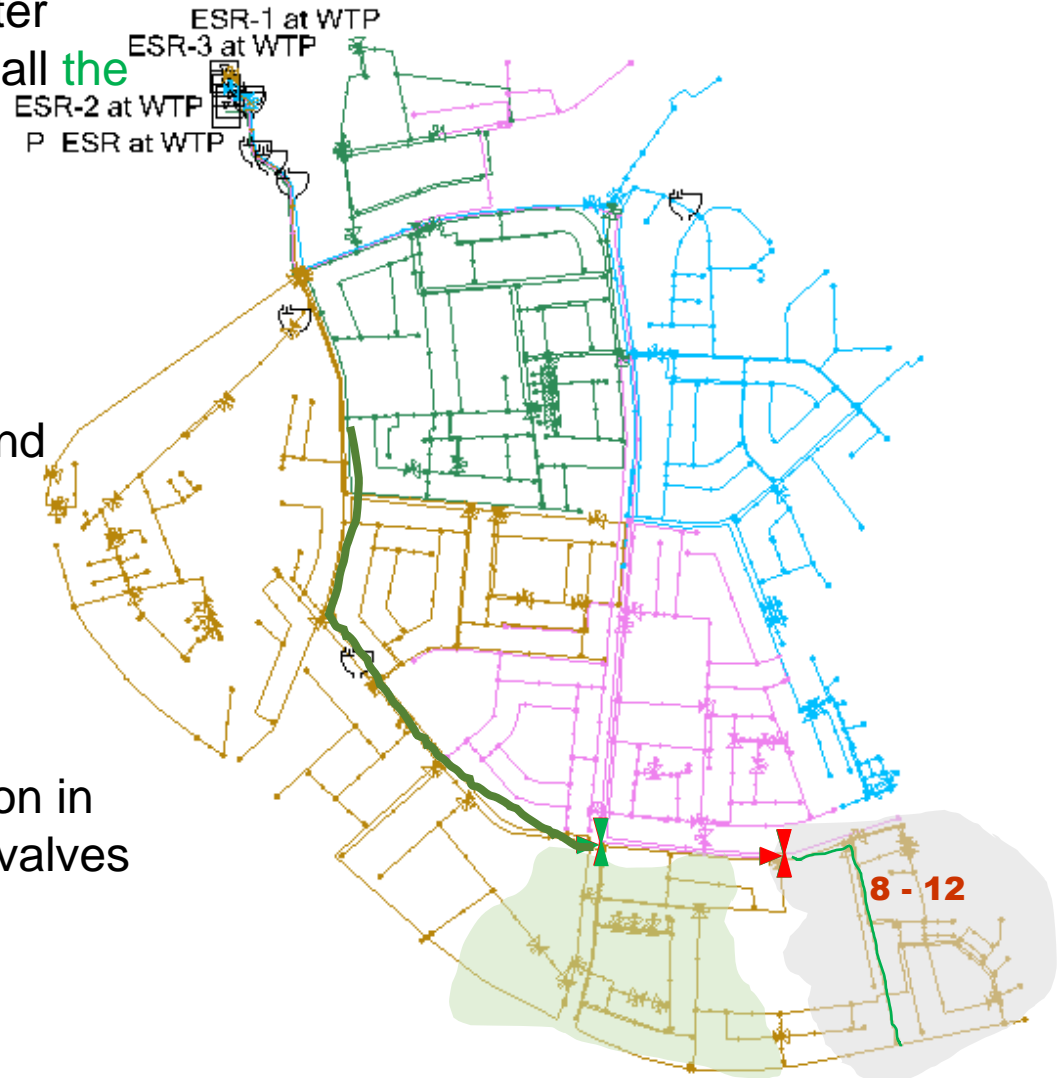 ter
ESR-1 at WTP
ESR-3 at WTP
all the
ESR-2 at WTP
P ESR at WTP
nd
on in
valves
8 - 12